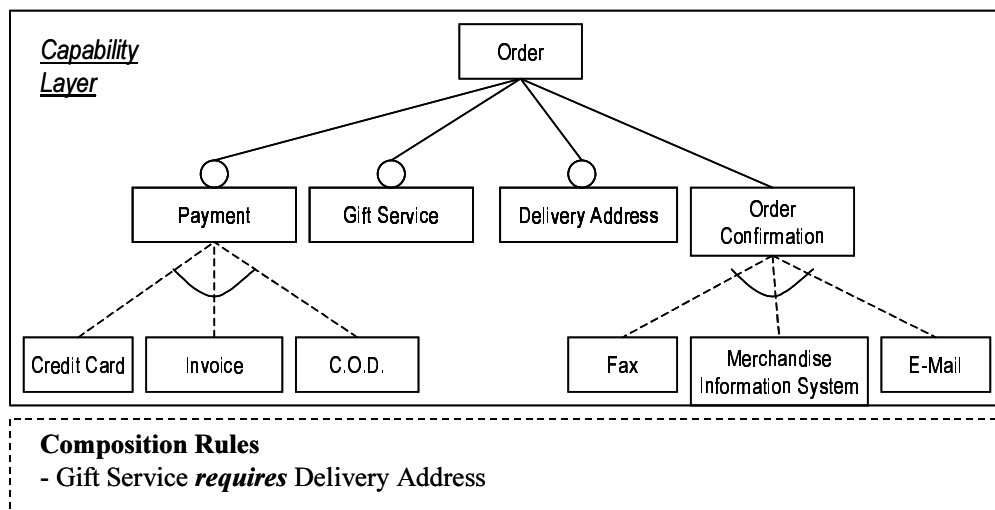 Capability
Layer
Order
Payment
Gift Service
Delivery Address
Order
Confirmation
Credit Card
Invoice
C.O.D.
Fax
Merchandise
Information System
E-Mail
Composition Rules
- Gift Service requires Delivery Address